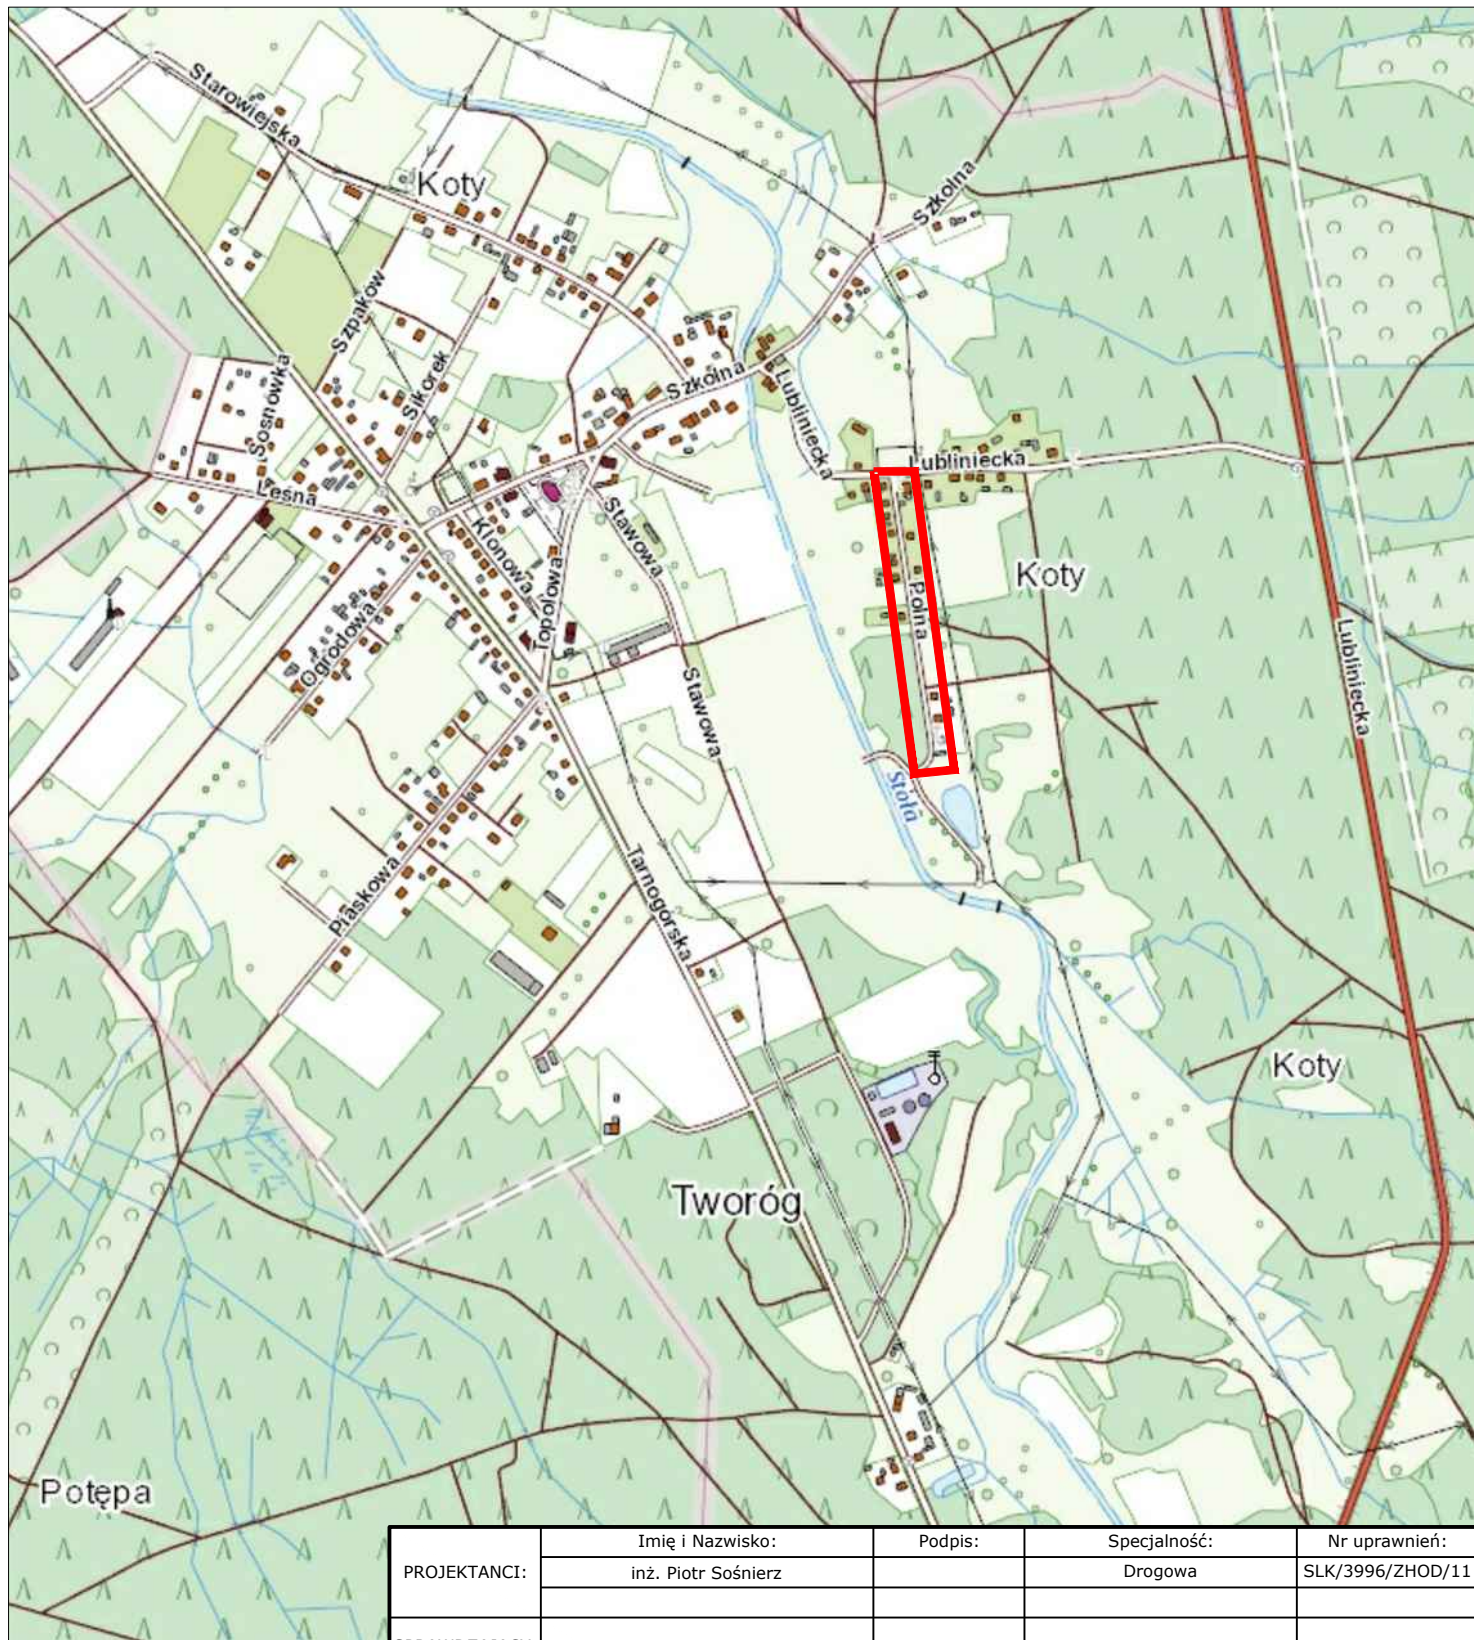 Starowiejska
Koty
Szkolna
Szpaków
Sikorek
Sosnówka
Szkolna
Lubliniecka
Lubliniecka
Leśna
Klonowa
Stawowa
Topolowa
Ogrodowa
Koty
Polna
Lubliniecka
Stawowa
Stoła
Piaskowa
Tarnogórska
Koty
Tworóg
Potępa
PROJEKTANCI:
Imię i Nazwisko:
Podpis:
Specjalność:
Nr uprawnień:
inż. Piotr Sośnierz
Drogowa
SLK/3996/ZHOD/11